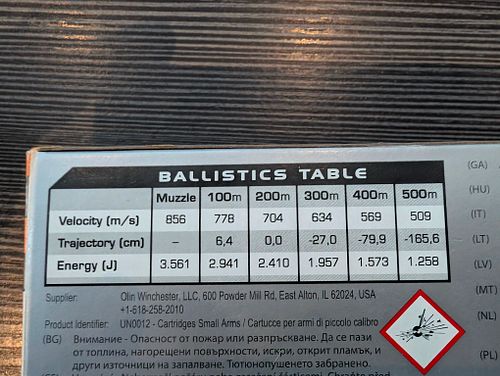 BALLISTICS TABLE
Muzzle 100m 200m 300m 400m 500m
Velocity (m/s) 856 778 704 634 569 509
Trajectory (cm) – 6,4 0,0 -27,0 -79,9 -165,6
Energy (J) 3.561 2.941 2.410 1.957 1.573 1.258
Supplier: Olin Winchester, LLC, 600 Powder Mill Rd, East Alton, IL 62024, USA
+1-618-258-2010
Product Identifier: UN0012 - Cartridges Small Arms / Cartucce per armi di piccolo calibro
(BG) Внимание - Опасност от пожар или разпръскване. Да се пази
от топлина, нагорещени повърхности, искри, открит пламък, и
други източници на запалване. Тютюнопушенето забранено.
(GA)
(HU)
(IT)
(LT)
(LV)
(MT)
(NL)
(PL)